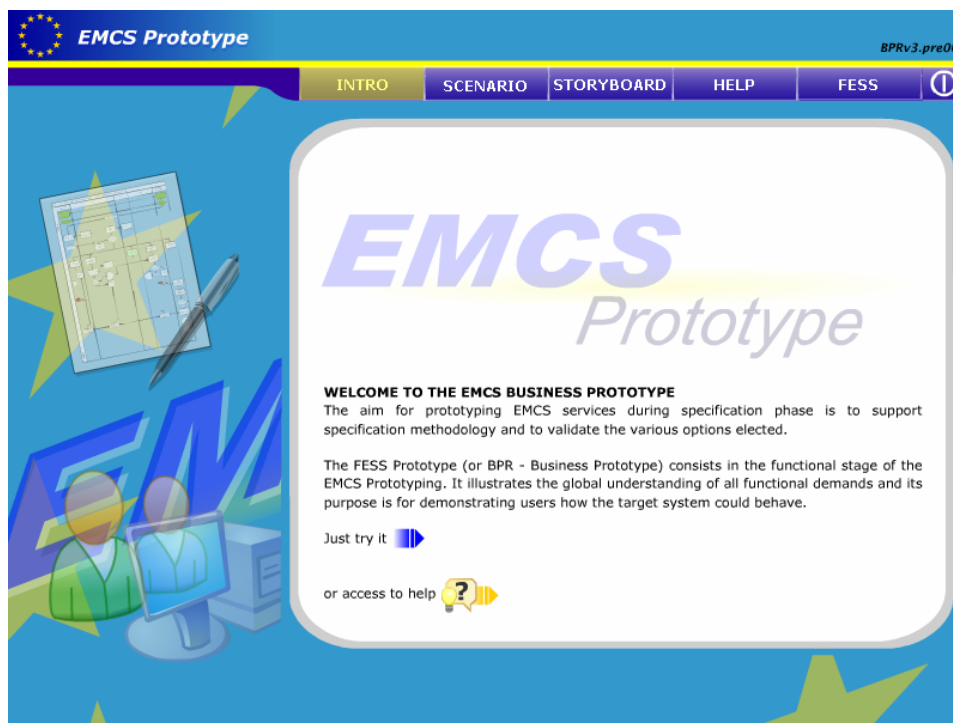 EMCS Prototype
INTRO SCENARIO STORYBOARD HELP FESS
EMCS
Prototype
WELCOME TO THE EMCS BUSINESS PROTOTYPE
The aim for prototyping EMCS services during specification phase is to support
specification methodology and to validate the various options elected.
The FESS Prototype (or BPR - Business Prototype) consists in the functional stage of the
EMCS Prototyping. It illustrates the global understanding of all functional demands and its
purpose is for demonstrating users how the target system could behave.
Just try it
or access to help ?
EM